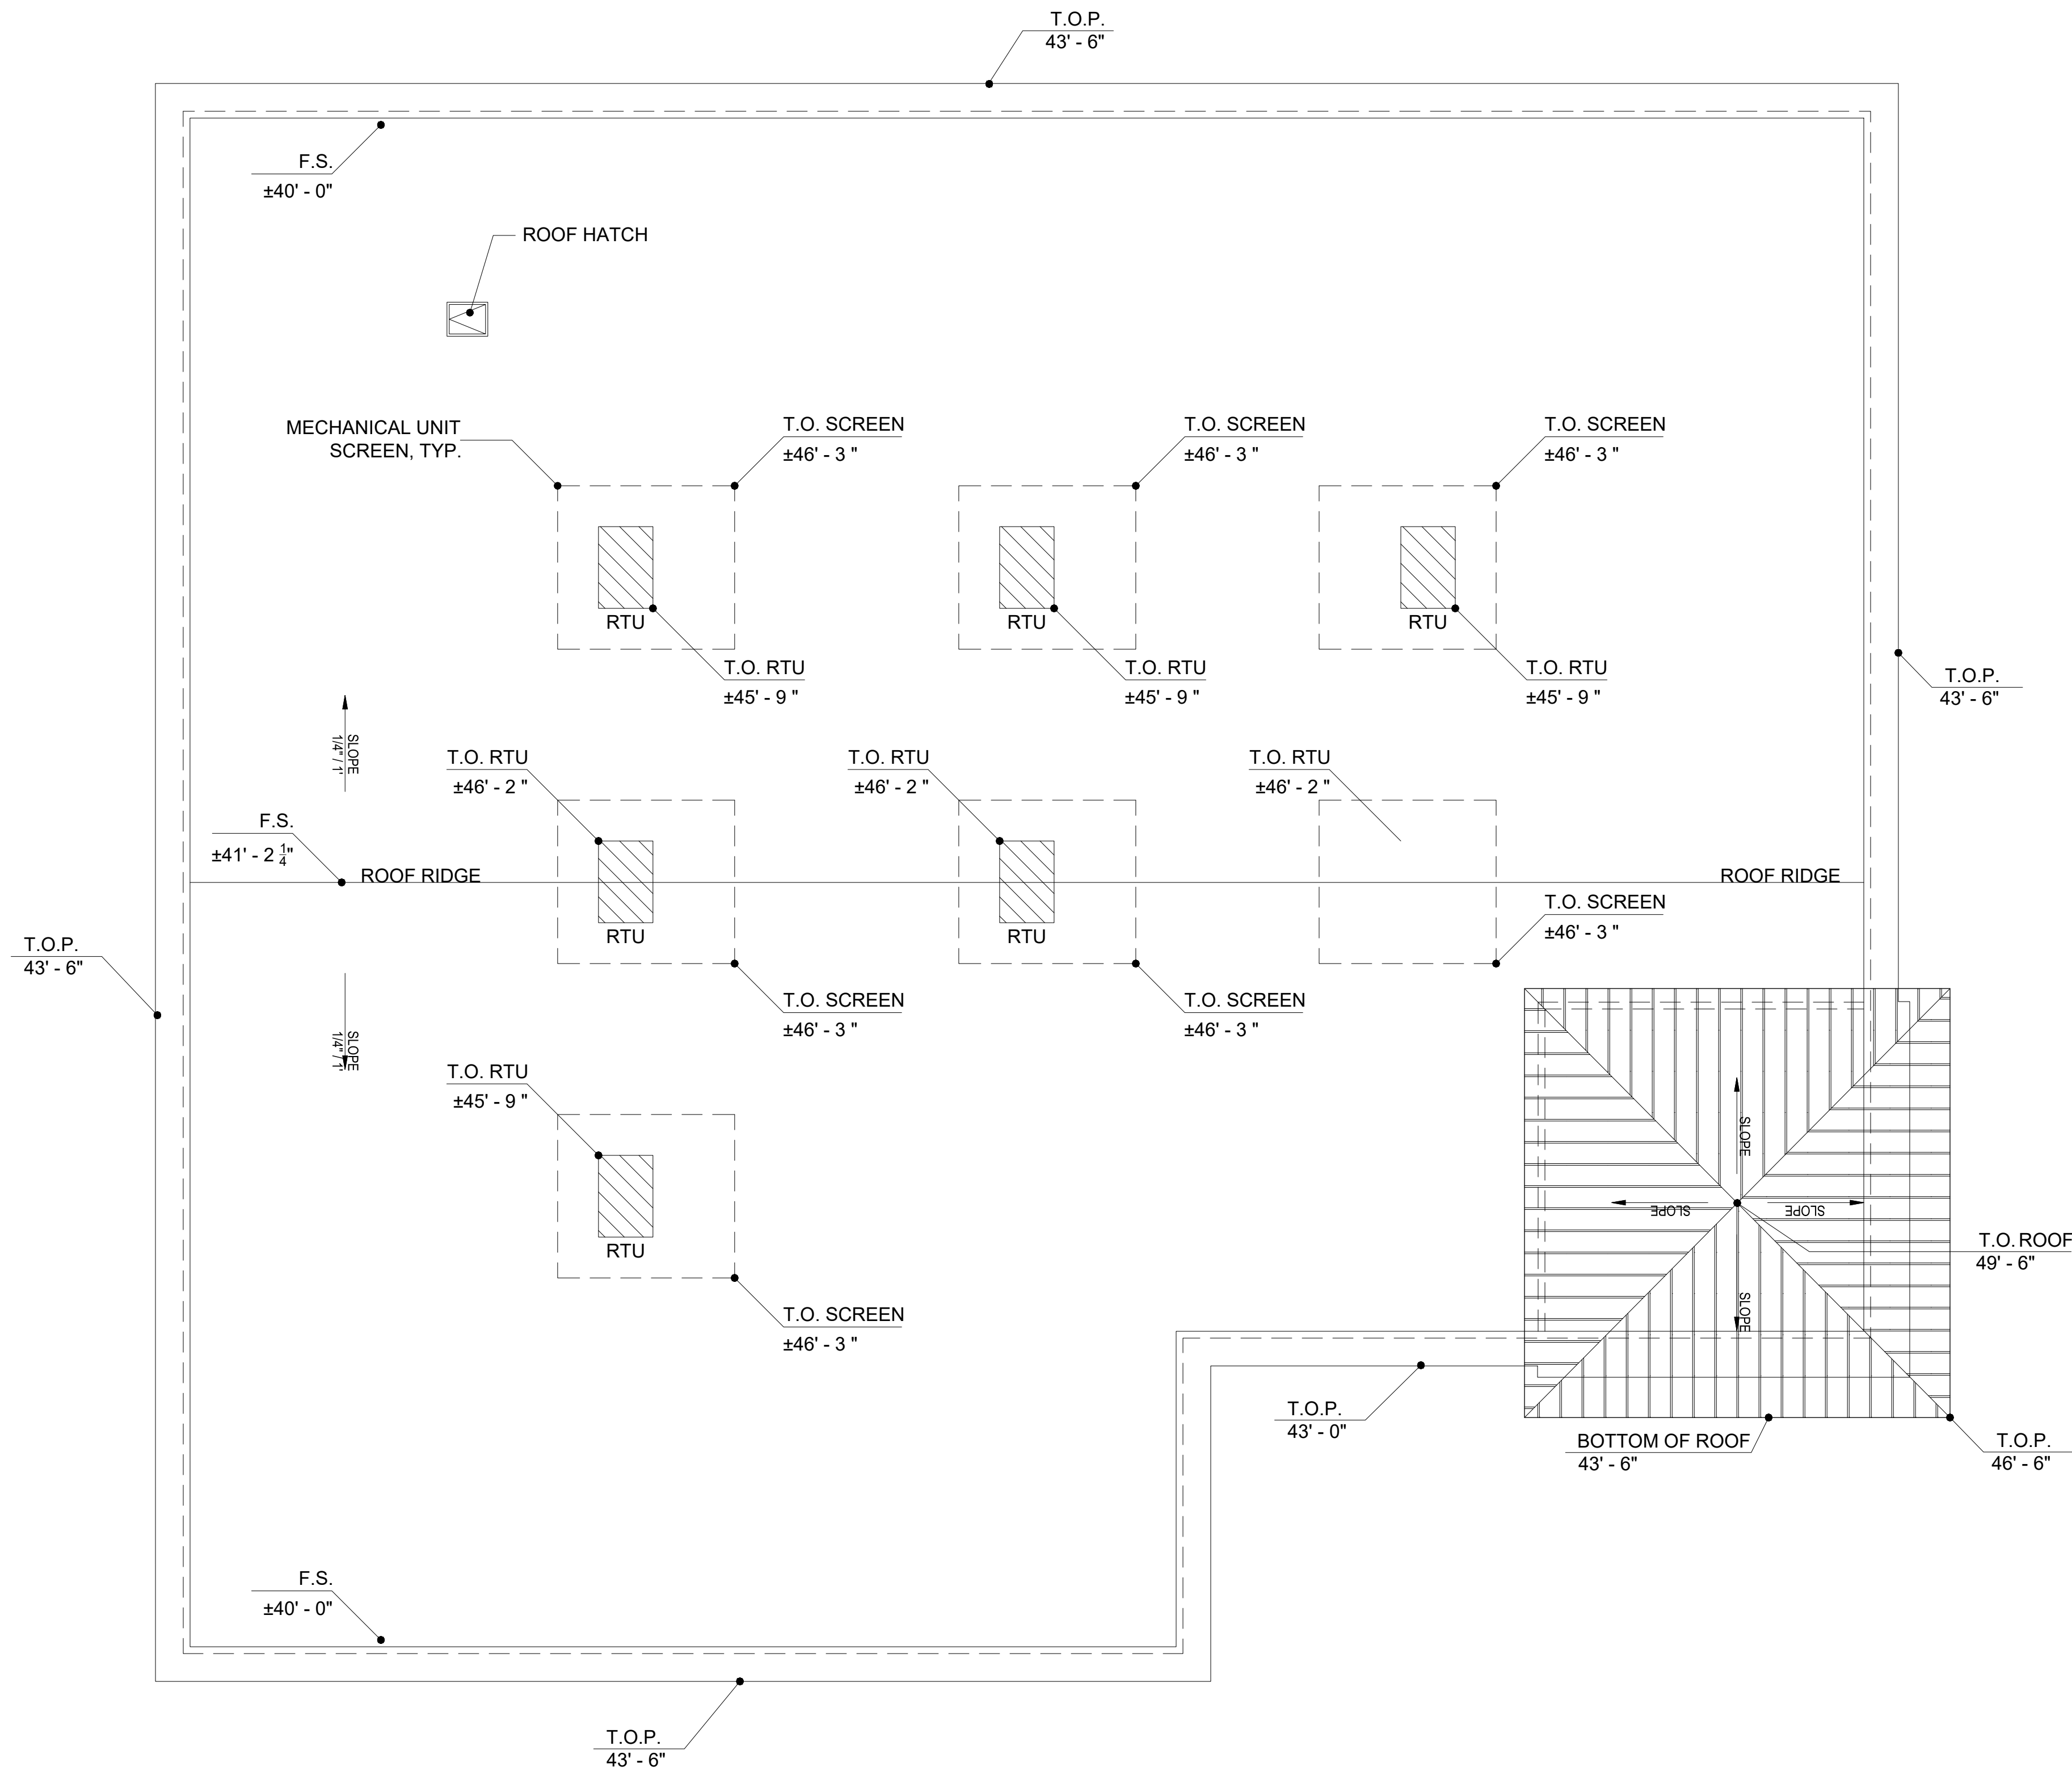 T.O.P.
43' - 6"
F.S.
±40' - 0"
ROOF HATCH
MECHANICAL UNIT
SCREEN, TYP.
T.O. SCREEN
±46' - 3 "
T.O. SCREEN
±46' - 3 "
T.O. SCREEN
±46' - 3 "
RTU
RTU
RTU
T.O. RTU
±45' - 9 "
T.O. RTU
±45' - 9 "
T.O. RTU
±45' - 9 "
T.O.P.
43' - 6"
SLOPE
1/4" / 1'
T.O. RTU
±46' - 2 "
T.O. RTU
±46' - 2 "
T.O. RTU
±46' - 2 "
F.S.
±41' - 2 1/4"
ROOF RIDGE
ROOF RIDGE
RTU
RTU
T.O. SCREEN
±46' - 3 "
T.O.P.
43' - 6"
T.O. SCREEN
±46' - 3 "
T.O. SCREEN
±46' - 3 "
SLOPE
1/4" / 1'
T.O. RTU
±45' - 9 "
RTU
SLOPE
SLOPE
SLOPE
SLOPE
T.O. ROOF
49' - 6"
T.O. SCREEN
±46' - 3 "
T.O.P.
43' - 0"
BOTTOM OF ROOF
43' - 6"
T.O.P.
46' - 6"
F.S.
±40' - 0"
T.O.P.
43' - 6"